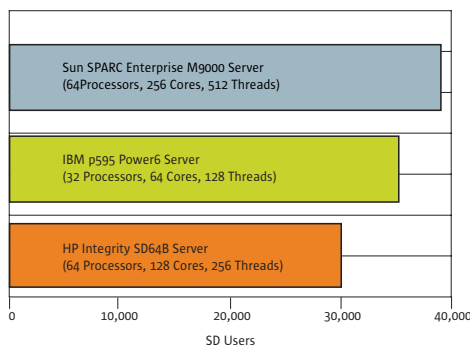 Sun SPARC Enterprise M9000 Server
(64Processors, 256 Cores, 512 Threads)
IBM p595 Power6 Server
(32 Processors, 64 Cores, 128 Threads)
HP Integrity SD64B Server
(64 Processors, 128 Cores, 256 Threads)
0 10,000 20,000 30,000 40,000
SD Users